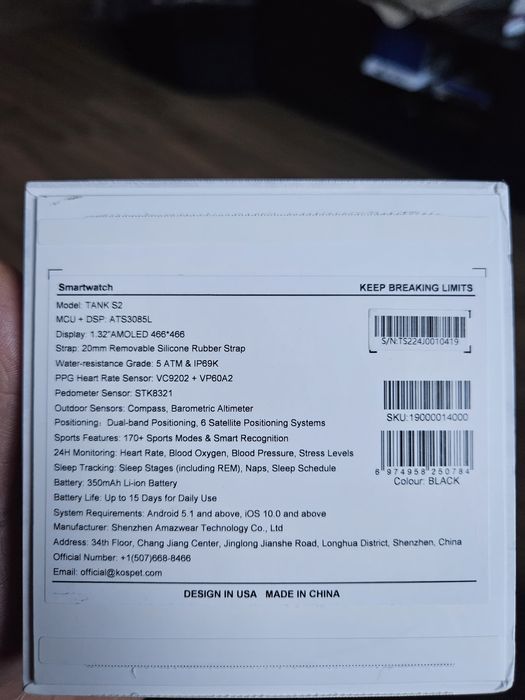 Smartwatch
KEEP BREAKING LIMITS
Model: TANK S2
MCU + DSP: ATS3085L
Display: 1.32"AMOLED 466*466
Strap: 20mm Removable Silicone Rubber Strap
Water-resistance Grade: 5 ATM & IP69K
PPG Heart Rate Sensor: VC9202 + VP60A2
Pedometer Sensor: STK8321
Outdoor Sensors: Compass, Barometric Altimeter
Positioning: Dual-band Positioning, 6 Satellite Positioning Systems
Sports Features: 170+ Sports Modes & Smart Recognition
24H Monitoring: Heart Rate, Blood Oxygen, Blood Pressure, Stress Levels
Sleep Tracking: Sleep Stages (including REM), Naps, Sleep Schedule
Battery: 350mAh Li-ion Battery
Battery Life: Up to 15 Days for Daily Use
System Requirements: Android 5.1 and above, iOS 10.0 and above
Manufacturer: Shenzhen Amazwear Technology Co., Ltd
Address: 34th Floor, Chang Jiang Center, Jinglong Jianshe Road, Longhua District, Shenzhen, China
Official Number: +1(507)668-8466
Email: official@kospet.com
S/N:TS224J0010419
SKU:19000014000
6 974958 250784
Colour: BLACK
DESIGN IN USA MADE IN CHINA